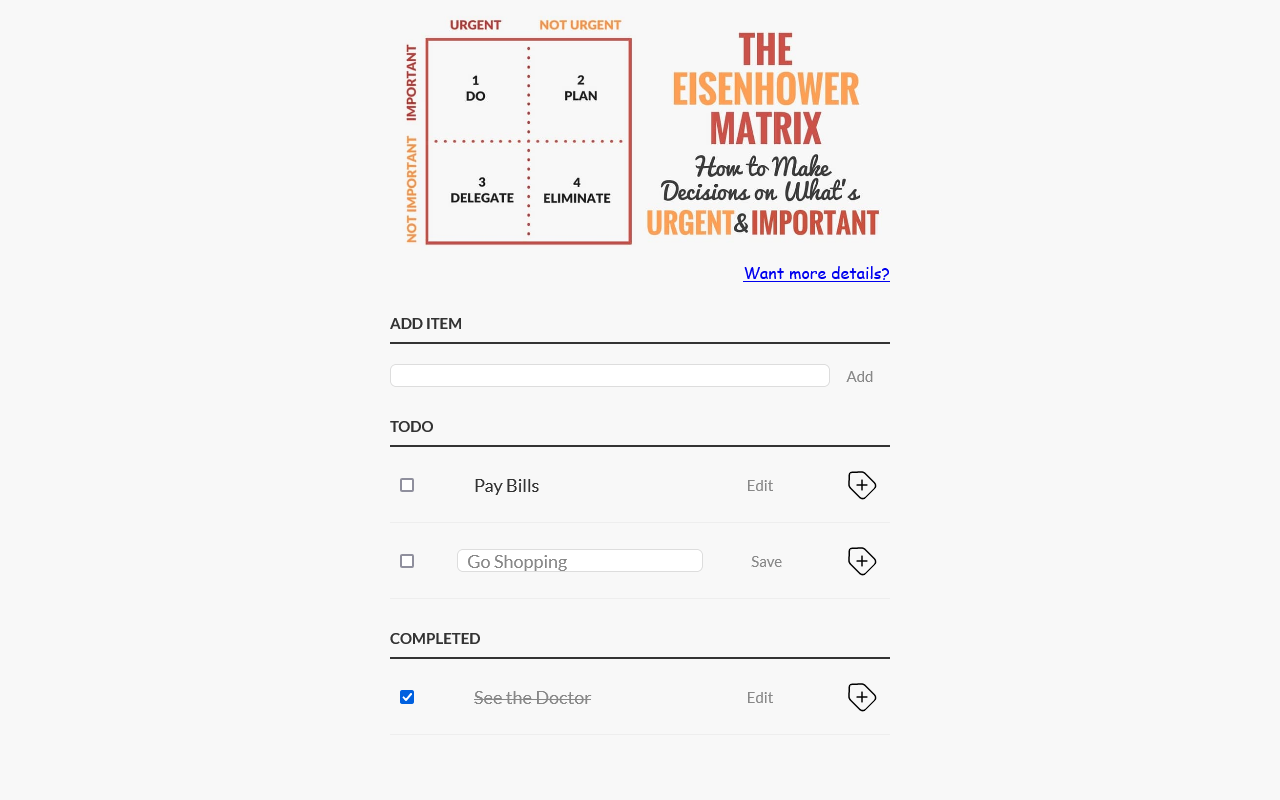 URGENT
NOT URGENT
IMPORTANT
NOT IMPORTANT
1
DO
2
PLAN
3
DELEGATE
4
ELIMINATE
THE
EISENHOWER
MATRIX
How to Make
Decisions on What's
URGENT & IMPORTANT
Want more details?
ADD ITEM
Add
TODO
Pay Bills Edit
Go Shopping Save
COMPLETED
See the Doctor Edit